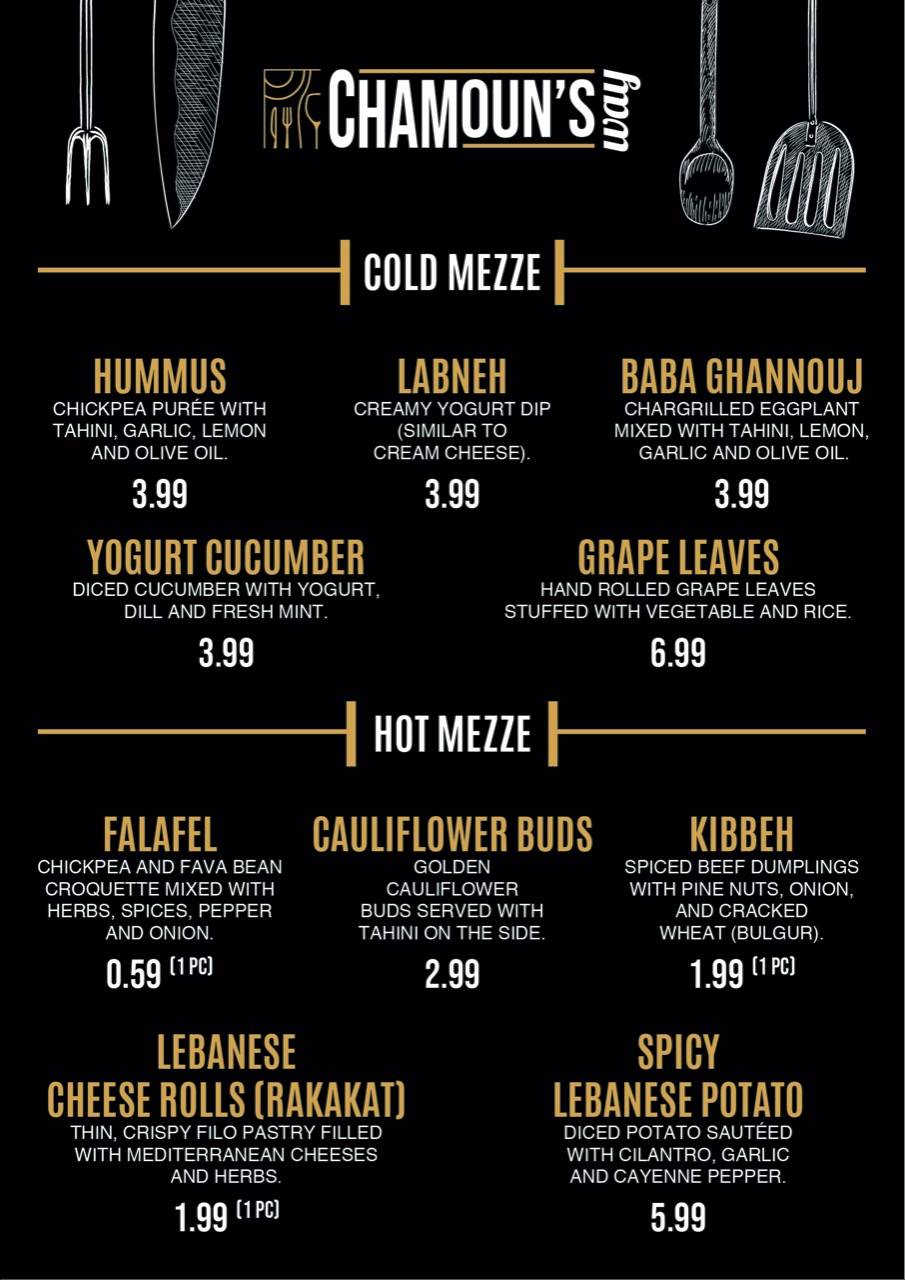 CHAMOUN'S way
COLD MEZZE
HUMMUS
CHICKPEA PURÉE WITH
TAHINI, GARLIC, LEMON
AND OLIVE OIL.
3.99
LABNEH
CREAMY YOGURT DIP
(SIMILAR TO
CREAM CHEESE).
3.99
BABA GHANNOUJ
CHARGRILLED EGGPLANT
MIXED WITH TAHINI, LEMON,
GARLIC AND OLIVE OIL.
3.99
YOGURT CUCUMBER
DICED CUCUMBER WITH YOGURT,
DILL AND FRESH MINT.
3.99
GRAPE LEAVES
HAND ROLLED GRAPE LEAVES
STUFFED WITH VEGETABLE AND RICE.
6.99
HOT MEZZE
FALAFEL
CHICKPEA AND FAVA BEAN
CROQUETTE MIXED WITH
HERBS, SPICES, PEPPER
AND ONION.
0.59 (1 PC)
CAULIFLOWER BUDS
GOLDEN
CAULIFLOWER
BUDS SERVED WITH
TAHINI ON THE SIDE.
2.99
KIBBEH
SPICED BEEF DUMPLINGS
WITH PINE NUTS, ONION,
AND CRACKED
WHEAT (BULGUR).
1.99 (1 PC)
LEBANESE
CHEESE ROLLS (RAKAKAT)
THIN, CRISPY FILO PASTRY FILLED
WITH MEDITERRANEAN CHEESES
AND HERBS.
1.99 (1 PC)
SPICY
LEBANESE POTATO
DICED POTATO SAUTÉED
WITH CILANTRO, GARLIC
AND CAYENNE PEPPER.
5.99